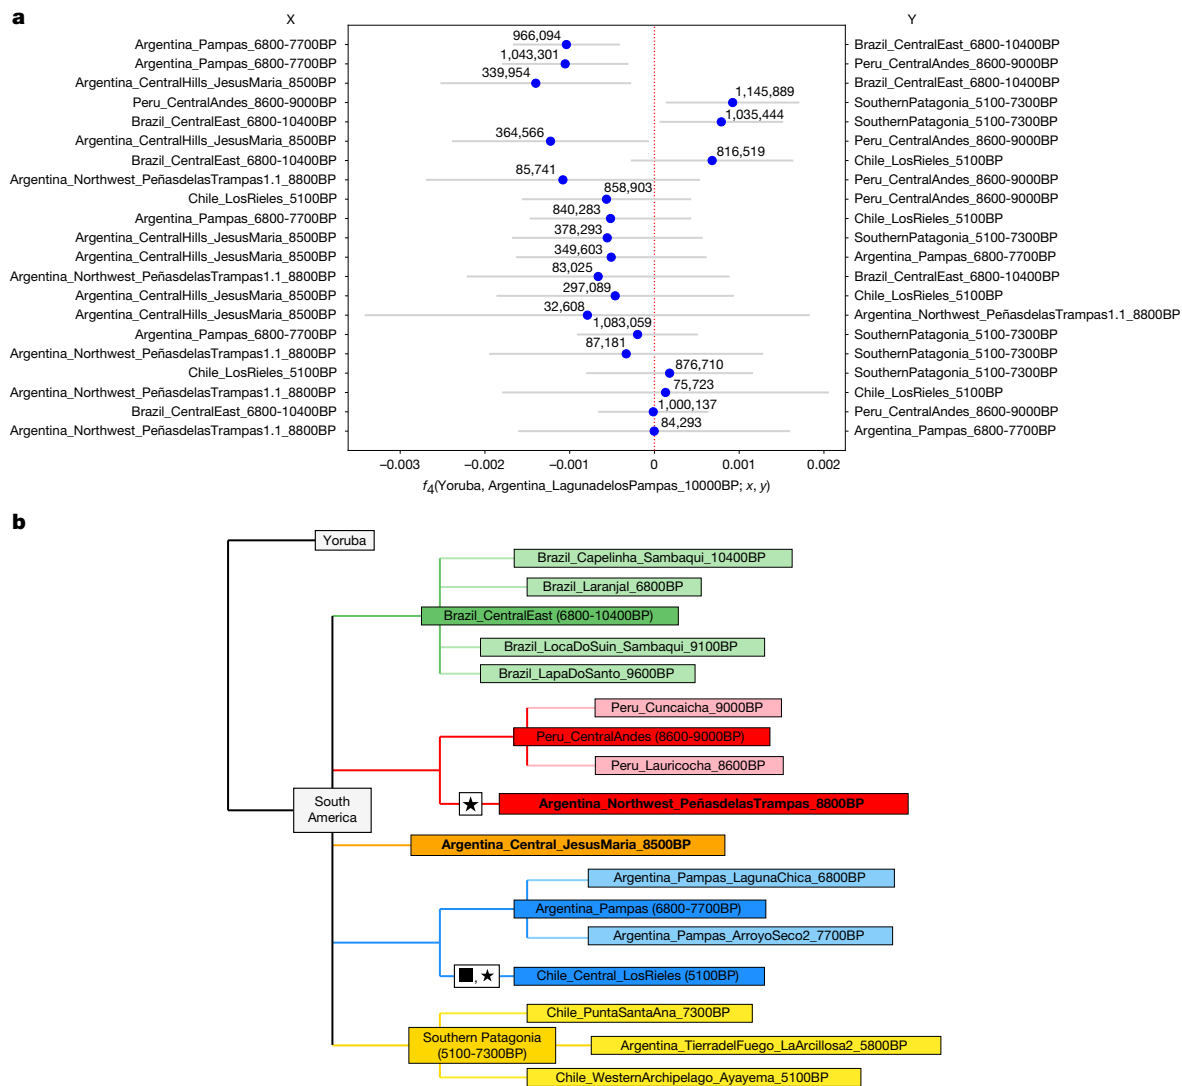 a
X
Y
Argentina_Pampas_6800-7700BP
966,094
Brazil_CentralEast_6800-10400BP
Argentina_Pampas_6800-7700BP
1,043,301
Peru_CentralAndes_8600-9000BP
Argentina_CentralHills_JesusMaria_8500BP
339,954
Brazil_CentralEast_6800-10400BP
Peru_CentralAndes_8600-9000BP
1,145,889
SouthernPatagonia_5100-7300BP
Brazil_CentralEast_6800-10400BP
1,035,444
SouthernPatagonia_5100-7300BP
Argentina_CentralHills_JesusMaria_8500BP
364,566
Peru_CentralAndes_8600-9000BP
Brazil_CentralEast_6800-10400BP
816,519
Chile_LosRieles_5100BP
Argentina_Northwest_PeñasdelasTrampas1.1_8800BP
85,741
Peru_CentralAndes_8600-9000BP
Chile_LosRieles_5100BP
858,903
Peru_CentralAndes_8600-9000BP
Argentina_Pampas_6800-7700BP
840,283
Chile_LosRieles_5100BP
Argentina_CentralHills_JesusMaria_8500BP
378,293
SouthernPatagonia_5100-7300BP
Argentina_CentralHills_JesusMaria_8500BP
349,603
Argentina_Pampas_6800-7700BP
Argentina_Northwest_PeñasdelasTrampas1.1_8800BP
83,025
Brazil_CentralEast_6800-10400BP
Argentina_CentralHills_JesusMaria_8500BP
297,089
Chile_LosRieles_5100BP
Argentina_CentralHills_JesusMaria_8500BP
32,608
Argentina_Northwest_PeñasdelasTrampas1.1_8800BP
Argentina_Pampas_6800-7700BP
1,083,059
SouthernPatagonia_5100-7300BP
Argentina_Northwest_PeñasdelasTrampas1.1_8800BP
87,181
SouthernPatagonia_5100-7300BP
Chile_LosRieles_5100BP
876,710
SouthernPatagonia_5100-7300BP
Argentina_Northwest_PeñasdelasTrampas1.1_8800BP
75,723
Chile_LosRieles_5100BP
Brazil_CentralEast_6800-10400BP
1,000,137
Peru_CentralAndes_8600-9000BP
Argentina_Northwest_PeñasdelasTrampas1.1_8800BP
84,293
Argentina_Pampas_6800-7700BP
−0.003 −0.002 −0.001 0 0.001 0.002
f4(Yoruba, Argentina_LagunadelosPampas_10000BP; x, y)
b
Yoruba
Brazil_Capelinha_Sambaqui_10400BP
Brazil_Laranjal_6800BP
Brazil_CentralEast (6800-10400BP)
Brazil_LocaDoSuin_Sambaqui_9100BP
Brazil_LapaDoSanto_9600BP
Peru_Cuncaicha_9000BP
Peru_CentralAndes (8600-9000BP)
Peru_Lauricocha_8600BP
Argentina_Northwest_PeñasdelasTrampas_8800BP
South
America
Argentina_Central_JesusMaria_8500BP
Argentina_Pampas_LagunaChica_6800BP
Argentina_Pampas (6800-7700BP)
Argentina_Pampas_ArroyoSeco2_7700BP
Chile_Central_LosRieles (5100BP)
Chile_PuntaSantaAna_7300BP
Southern Patagonia
(5100-7300BP)
Argentina_TierradelFuego_LaArcillosa2_5800BP
Chile_WesternArchipelago_Ayayema_5100BP